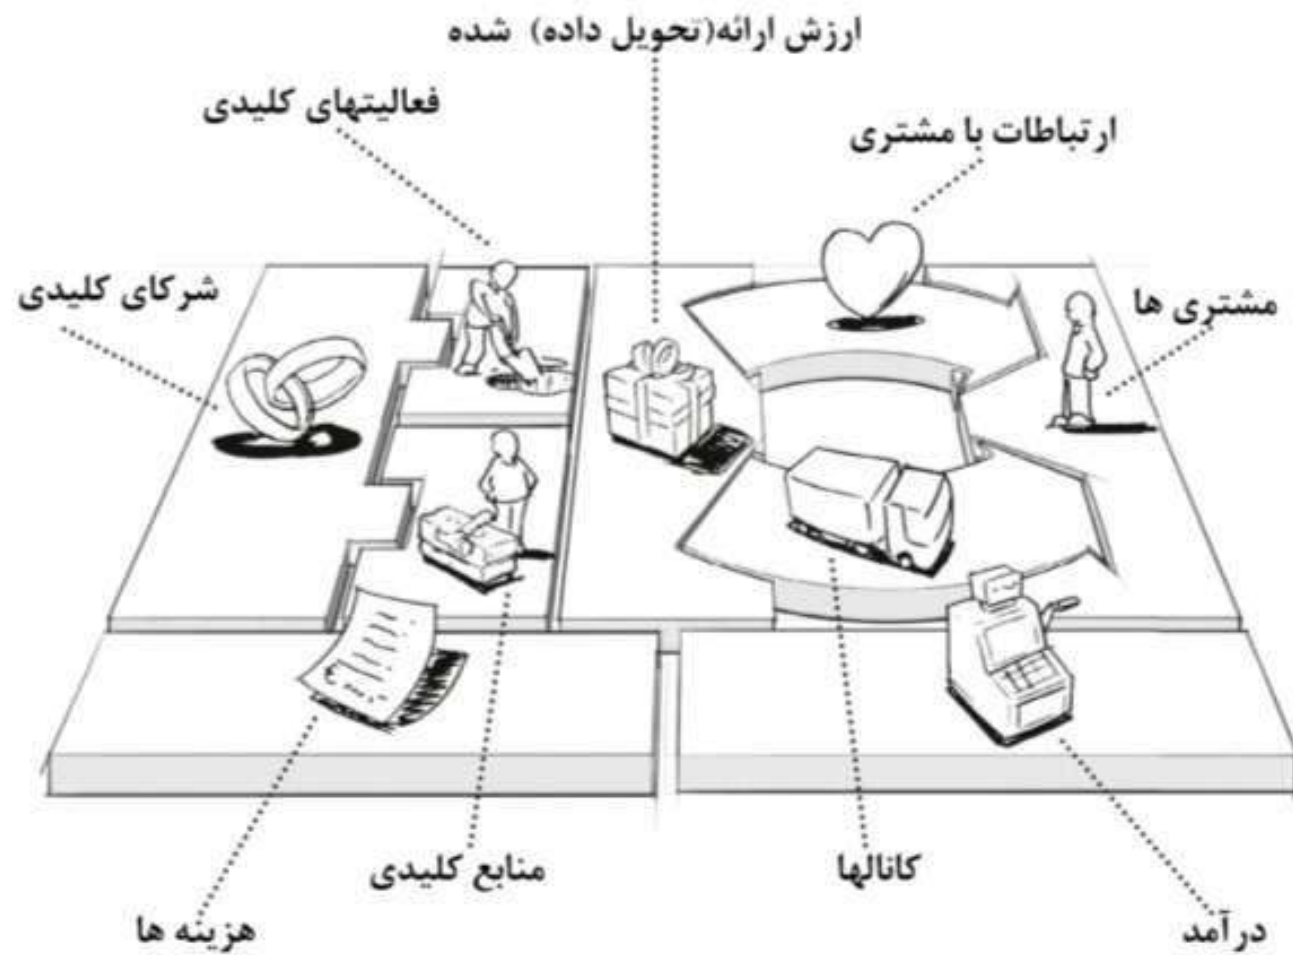 ارزش ارائه(تحویل داده) شده
فعالیتهای کلیدی
ارتباطات با مشتری
شرکای کلیدی
مشتری ها
منابع کلیدی
کانالها
هزینه ها
درآمد